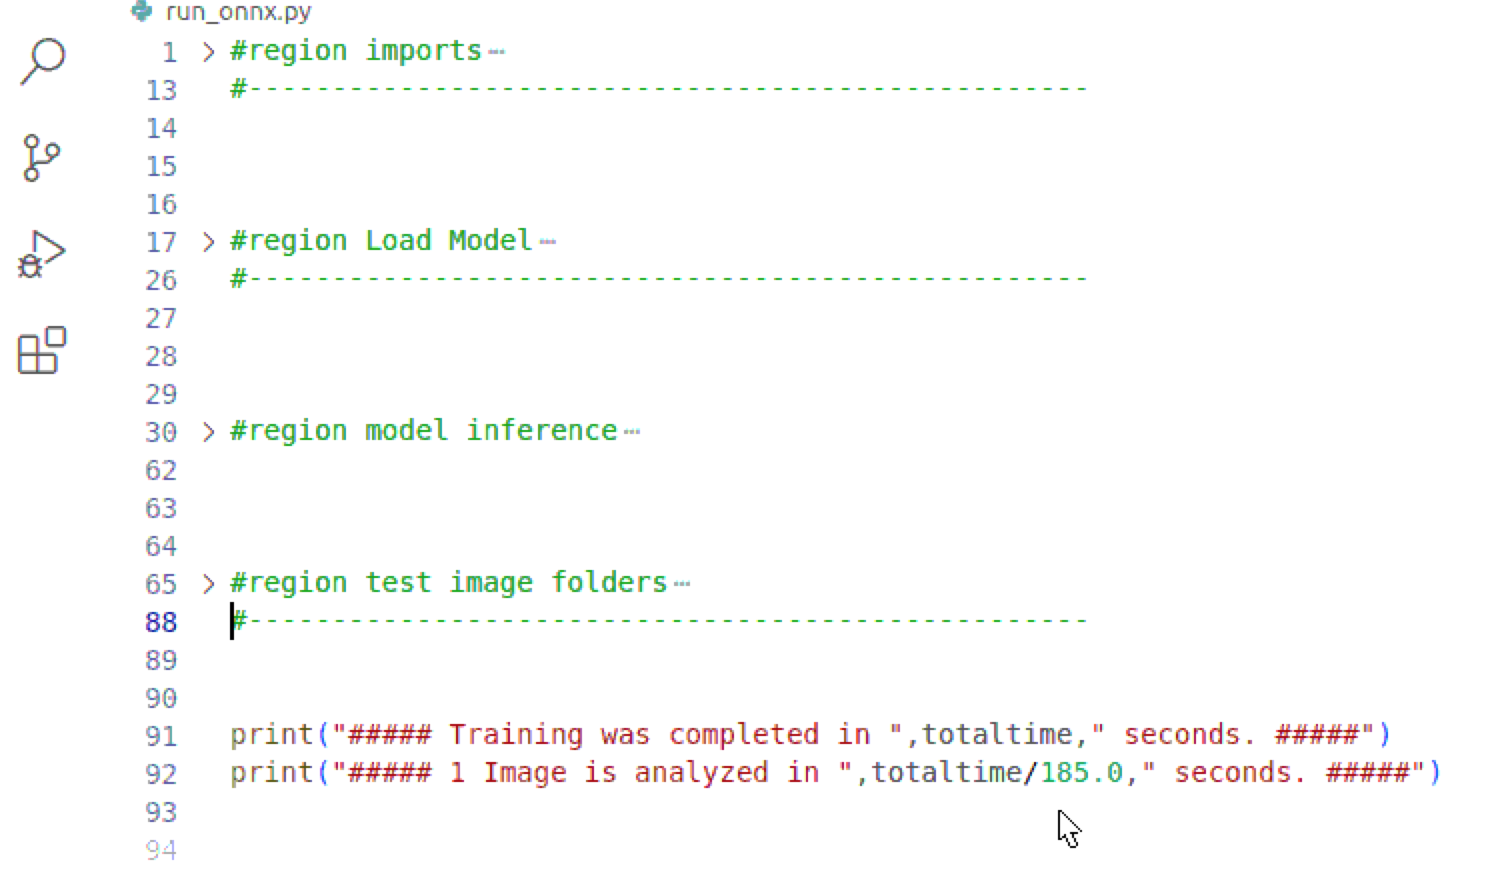 run_onnx.py
1 > #region imports ⋯
13 #--------------------------------------------------
14
15
16
17 > #region Load Model ⋯
26 #--------------------------------------------------
27
28
29
30 > #region model inference ⋯
62
63
64
65 > #region test image folders ⋯
88 #--------------------------------------------------
89
90
91 print("##### Training was completed in ",totaltime," seconds. #####")
92 print("##### 1 Image is analyzed in ",totaltime/185.0," seconds. #####")
93
94